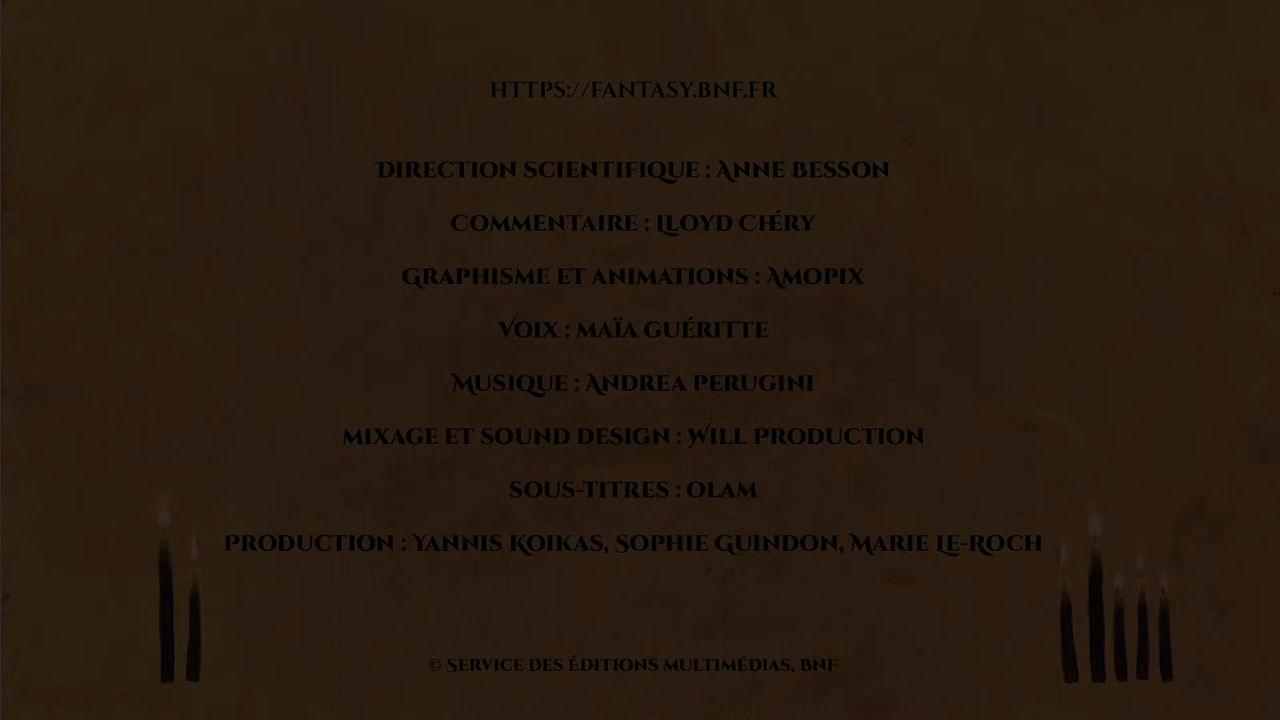 HTTPS://FANTASY.BNF.FR
DIRECTION SCIENTIFIQUE : ANNE BESSON
COMMENTAIRE : LLOYD CHÉRY
GRAPHISME ET ANIMATIONS : AMOPIX
VOIX : MAÏA GUÉRITTE
MUSIQUE : ANDREA PERUGINI
MIXAGE ET SOUND DESIGN : WILL PRODUCTION
SOUS-TITRES : OLAM
PRODUCTION : YANNIS KOIKAS, SOPHIE GUINDON, MARIE LE-ROCH
© SERVICE DES ÉDITIONS MULTIMÉDIAS, BNF